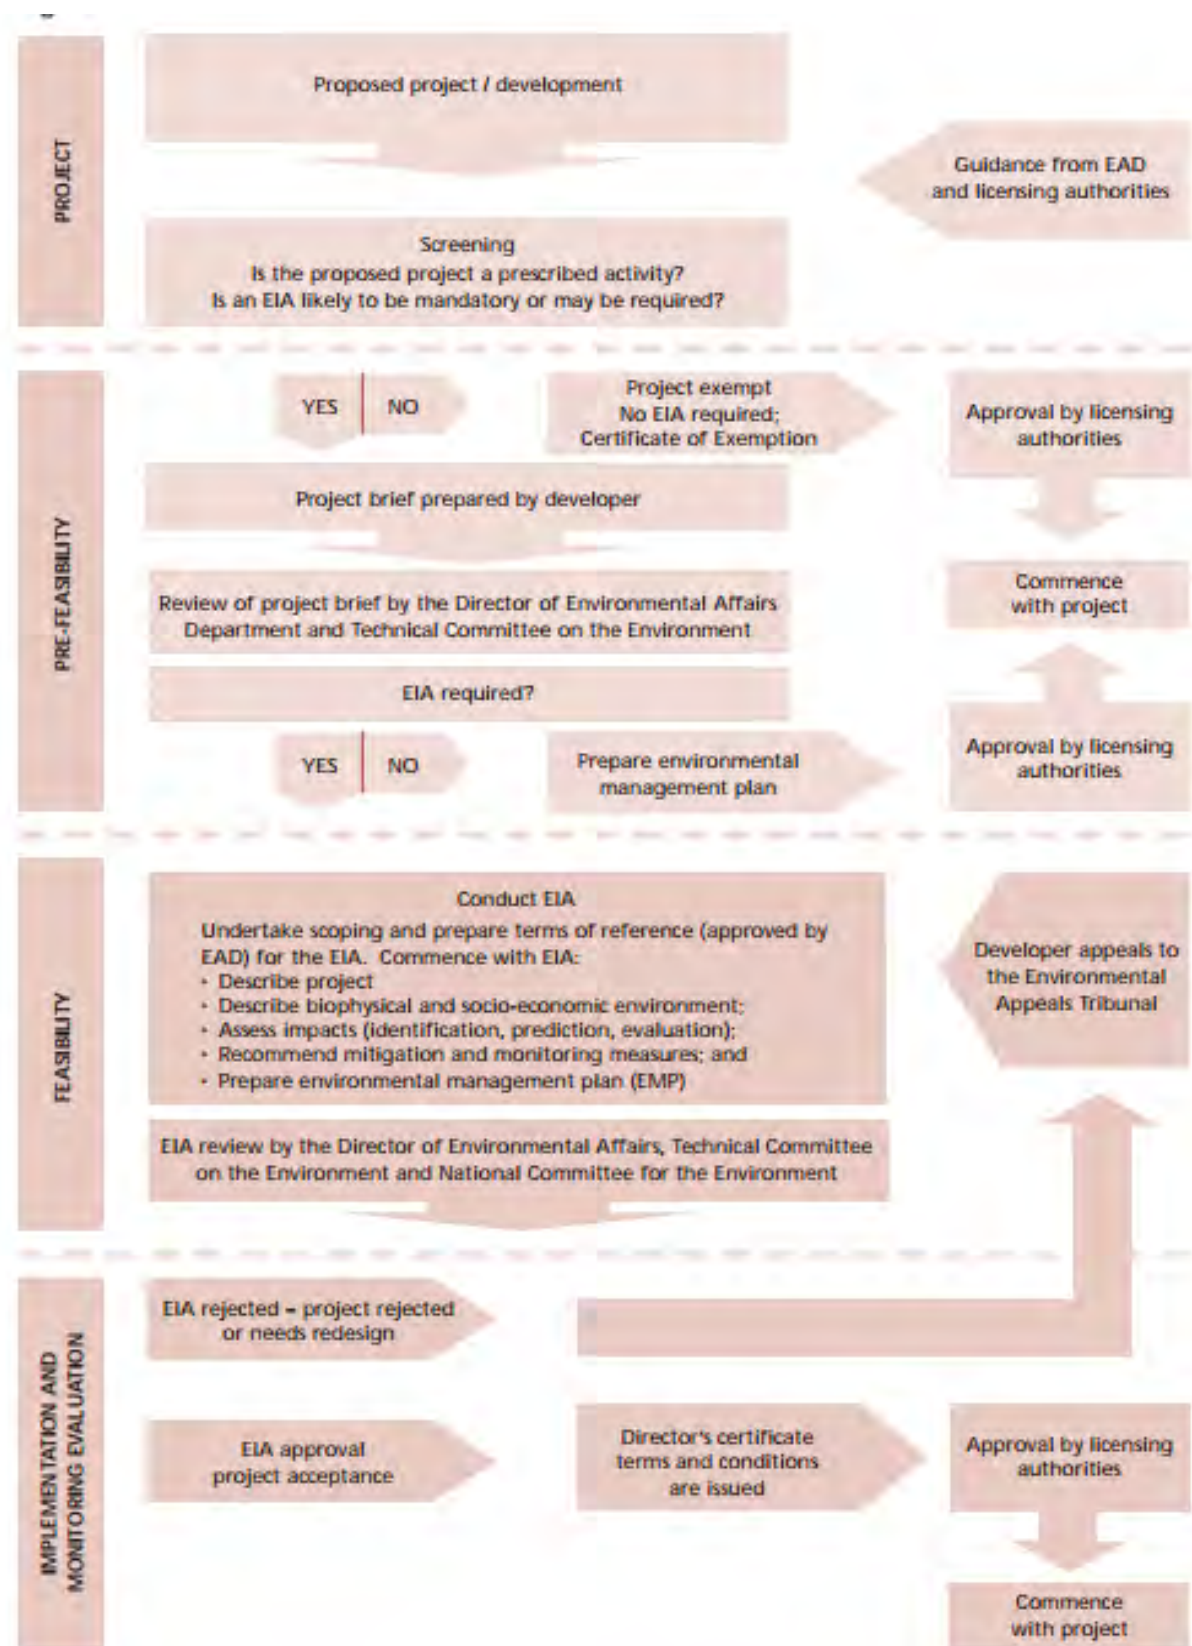 PROJECT
Proposed project / development
Guidance from EAD
and licensing authorities
Screening
Is the proposed project a prescribed activity?
Is an EIA likely to be mandatory or may be required?
PRE-FEASIBILITY
YES
NO
Project exempt
No EIA required;
Certificate of Exemption
Approval by licensing
authorities
Project brief prepared by developer
Review of project brief by the Director of Environmental Affairs
Department and Technical Committee on the Environment
Commence
with project
EIA required?
YES
NO
Prepare environmental
management plan
Approval by licensing
authorities
FEASIBILITY
Conduct EIA
Undertake scoping and prepare terms of reference (approved by
EAD) for the EIA. Commence with EIA:
• Describe project
• Describe biophysical and socio-economic environment;
• Assess impacts (identification, prediction, evaluation);
• Recommend mitigation and monitoring measures; and
• Prepare environmental management plan (EMP)
Developer appeals to
the Environmental
Appeals Tribunal
EIA review by the Director of Environmental Affairs, Technical Committee
on the Environment and National Committee for the Environment
IMPLEMENTATION AND
MONITORING EVALUATION
EIA rejected – project rejected
or needs redesign
EIA approval
project acceptance
Director's certificate
terms and conditions
are issued
Approval by licensing
authorities
Commence
with project